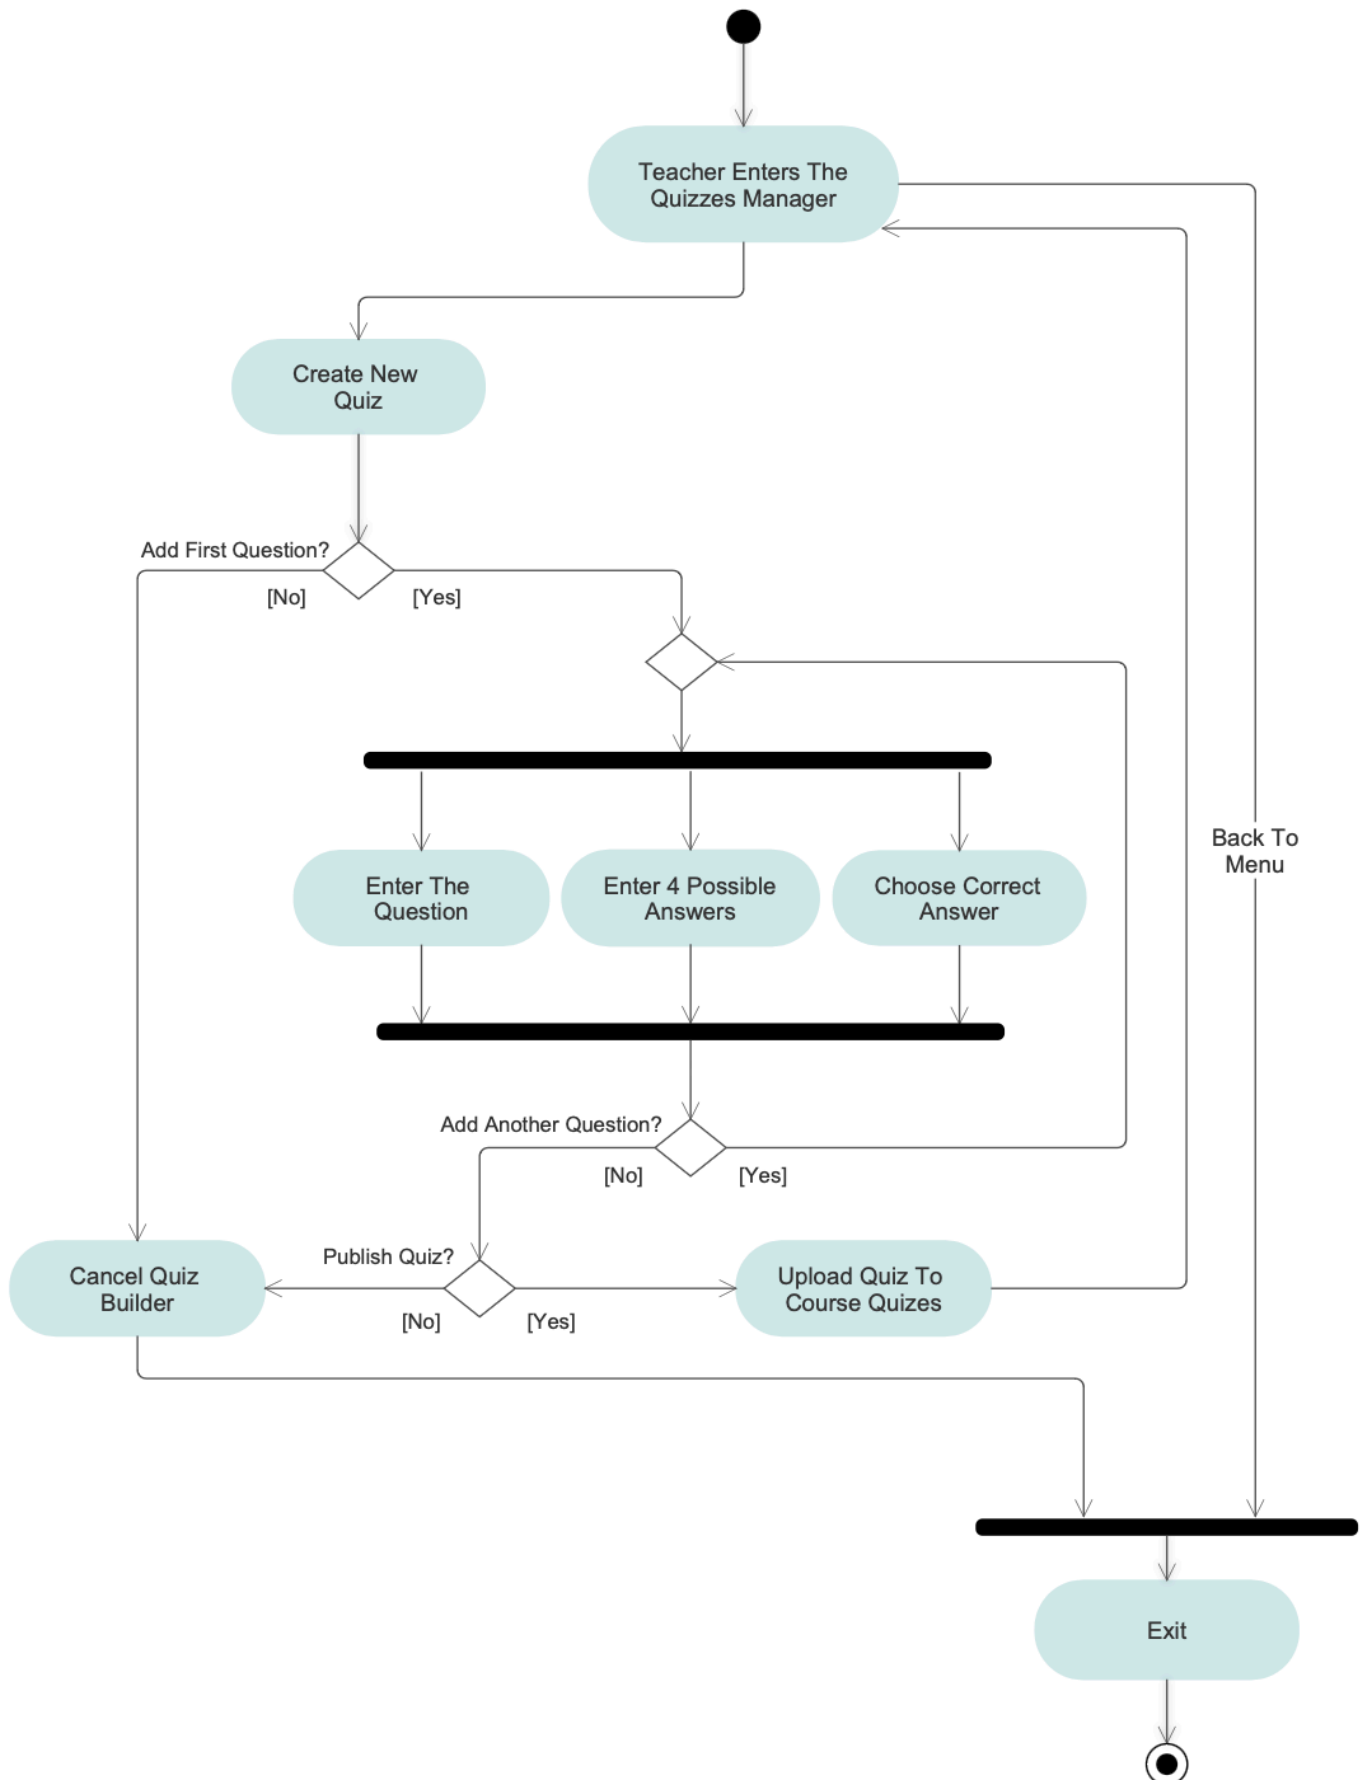 Teacher Enters The
Quizzes Manager
Create New
Quiz
Add First Question?
[No]
[Yes]
Back To
Menu
Enter The
Question
Enter 4 Possible
Answers
Choose Correct
Answer
Add Another Question?
[No]
[Yes]
Publish Quiz?
Cancel Quiz
Builder
[No]
[Yes]
Upload Quiz To
Course Quizes
Exit